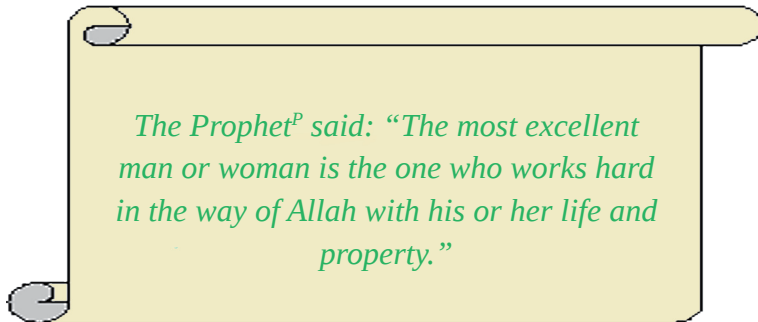 The Prophetᴾ said: “The most excellent
man or woman is the one who works hard
in the way of Allah with his or her life and
property.”